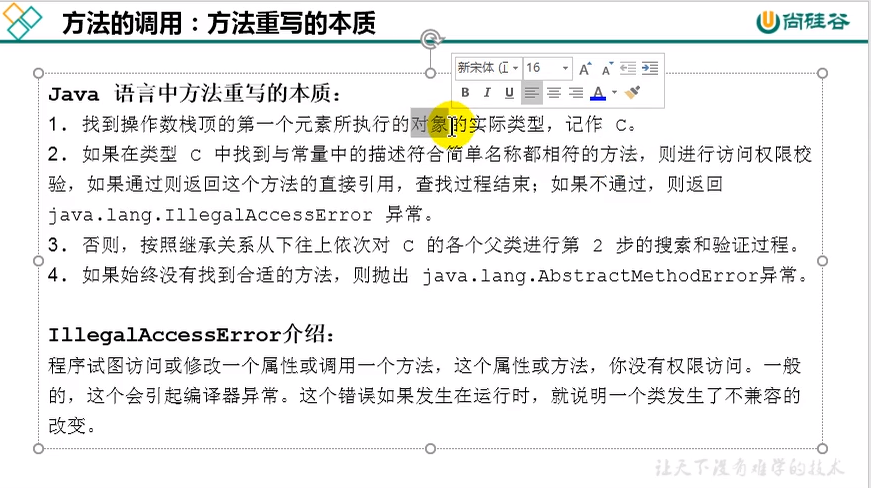 方法的调用：方法重写的本质
尚硅谷
新宋体 (正
16
B I U A
Java 语言中方法重写的本质：
1. 找到操作数栈顶的第一个元素所执行的对象的实际类型，记作 C。
2. 如果在类型 C 中找到与常量中的描述符合简单名称都相符的方法，则进行访问权限校
验，如果通过则返回这个方法的直接引用，查找过程结束；如果不通过，则返回
java.lang.IllegalAccessError 异常。
3. 否则，按照继承关系从下往上依次对 C 的各个父类进行第 2 步的搜索和验证过程。
4. 如果始终没有找到合适的方法，则抛出 java.lang.AbstractMethodError异常。
IllegalAccessError介绍：
程序试图访问或修改一个属性或调用一个方法，这个属性或方法，你没有权限访问。一般
的，这个会引起编译器异常。这个错误如果发生在运行时，就说明一个类发生了不兼容的
改变。
让天下没有难学的技术